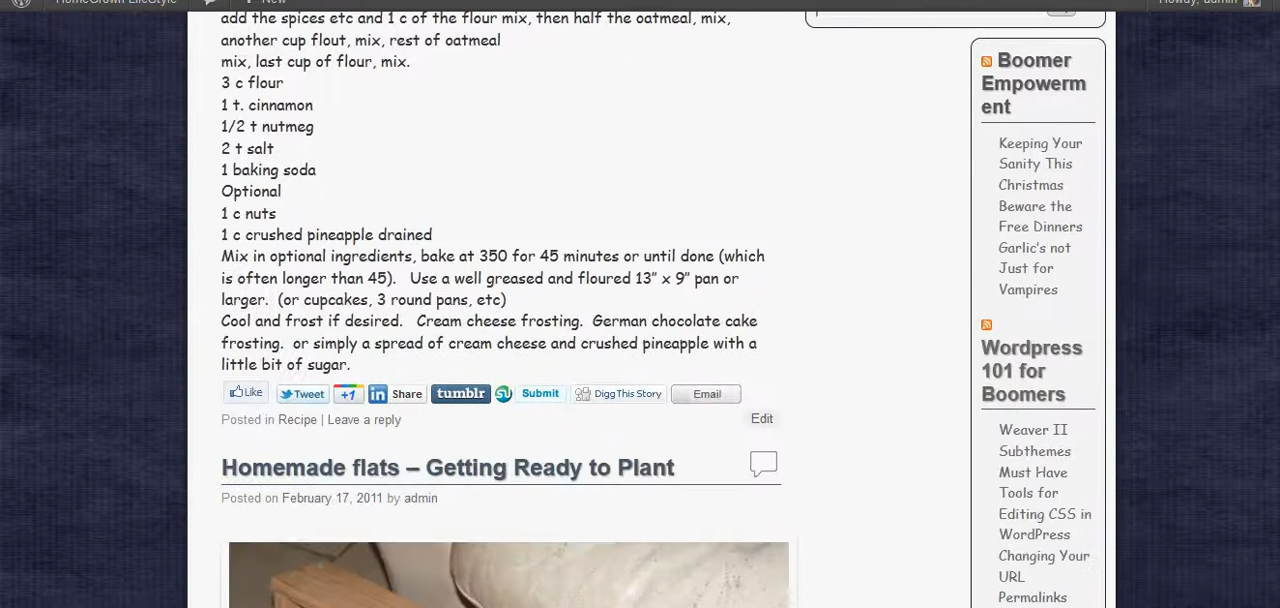 HomeGrown LifeStyle
New
Howdy, admin
add the spices etc and 1 c of the flour mix, then half the oatmeal, mix,
another cup flout, mix, rest of oatmeal
mix, last cup of flour, mix.
3 c flour
1 t. cinnamon
1/2 t nutmeg
2 t salt
1 baking soda
Optional
1 c nuts
1 c crushed pineapple drained
Mix in optional ingredients, bake at 350 for 45 minutes or until done (which
is often longer than 45).   Use a well greased and floured 13" x 9" pan or
larger.  (or cupcakes, 3 round pans, etc)
Cool and frost if desired.   Cream cheese frosting.  German chocolate cake
frosting.  or simply a spread of cream cheese and crushed pineapple with a
little bit of sugar.
Like Tweet +1 in Share tumblr Submit Digg This Story Email
Posted in Recipe | Leave a reply
Edit
Homemade flats – Getting Ready to Plant
Posted on February 17, 2011 by admin
Boomer
Empowerm
ent
Keeping Your
Sanity This
Christmas
Beware the
Free Dinners
Garlic's not
Just for
Vampires
Wordpress
101 for
Boomers
Weaver II
Subthemes
Must Have
Tools for
Editing CSS in
WordPress
Changing Your
URL
Permalinks